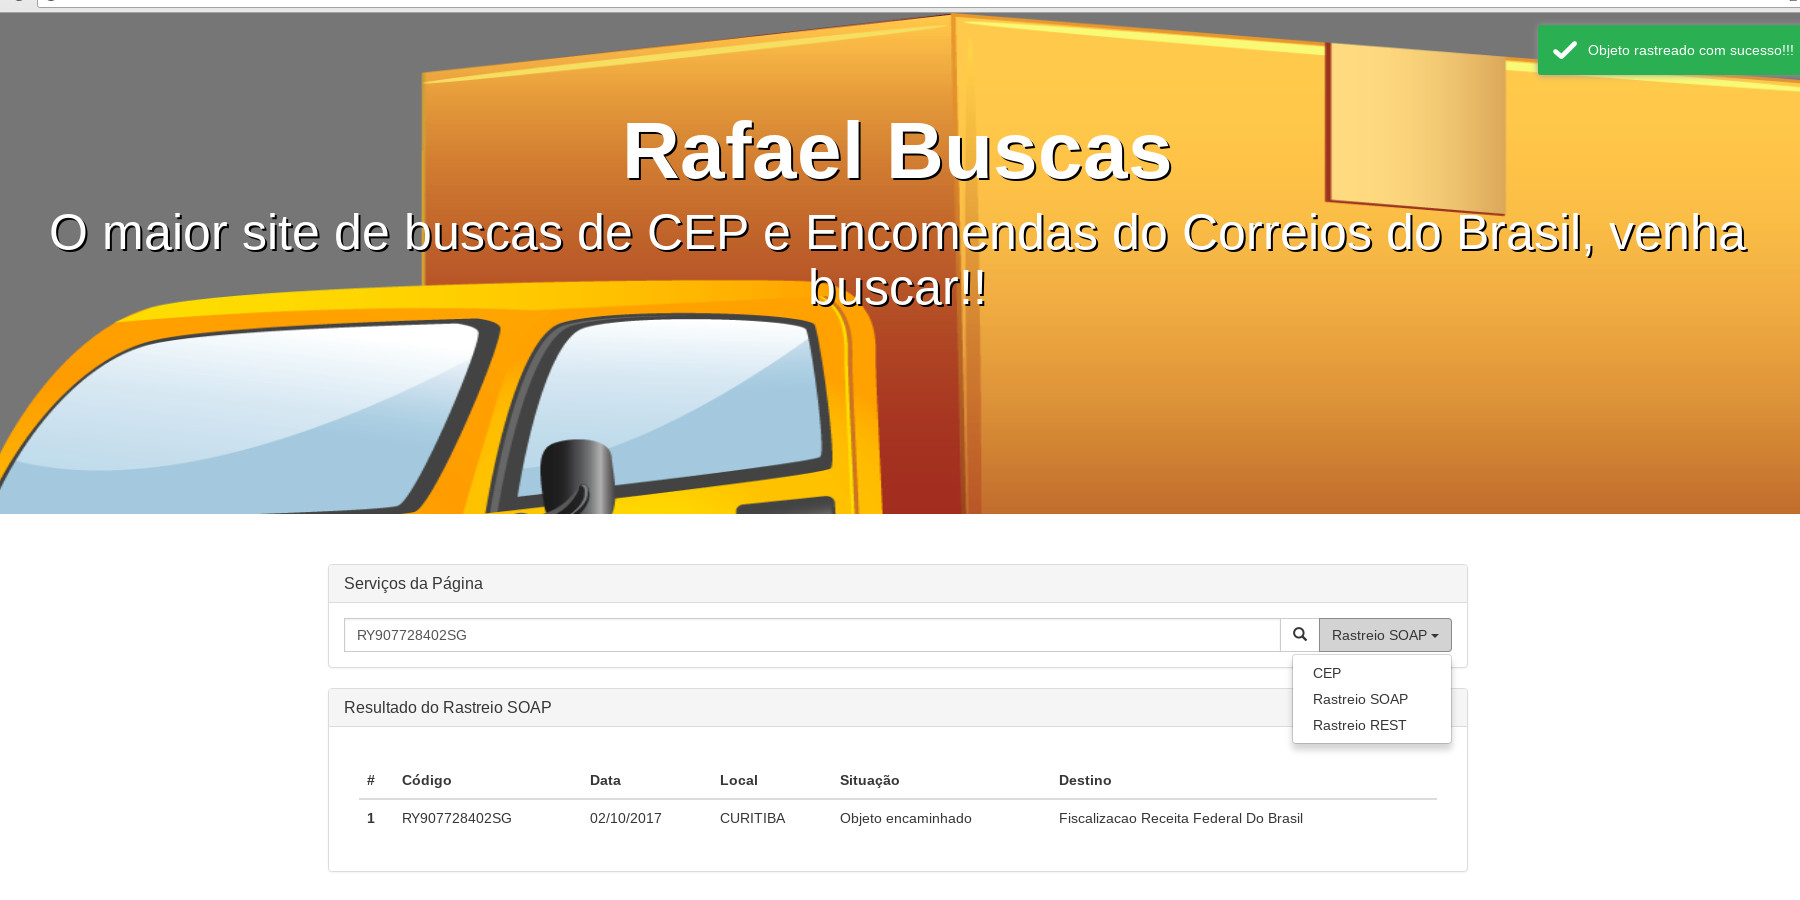 Objeto rastreado com sucesso!!!
Rafael Buscas
O maior site de buscas de CEP e Encomendas do Correios do Brasil, venha
buscar!!
Serviços da Página
RY907728402SG Rastreio SOAP
CEP
Rastreio SOAP
Rastreio REST
Resultado do Rastreio SOAP
# Código Data Local Situação Destino
1 RY907728402SG 02/10/2017 CURITIBA Objeto encaminhado Fiscalizacao Receita Federal Do Brasil